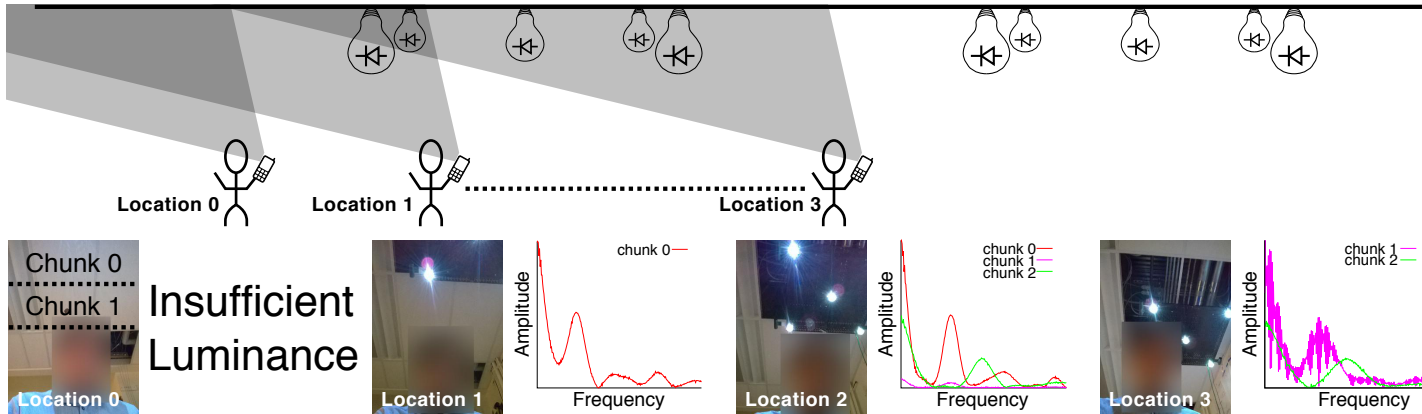 Location 0
Location 1
Location 3
Chunk 0
Chunk 1
Location 0
Insufficient
Luminance
Location 1
Amplitude
chunk 0
Frequency
Location 2
Amplitude
chunk 0
chunk 1
chunk 2
Frequency
Location 3
Amplitude
chunk 1
chunk 2
Frequency